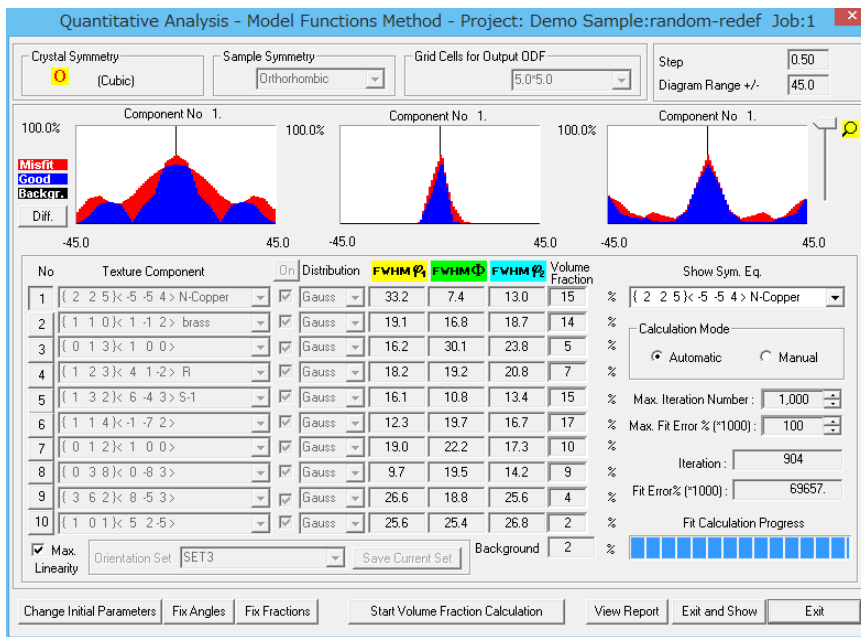 Quantitative Analysis - Model Functions Method - Project: Demo Sample:random-redef Job:1
Crystal Symmetry
O (Cubic)
Sample Symmetry
Orthorhombic
Grid Cells for Output ODF
5.0*5.0
Step 0.50
Diagram Range +/- 45.0
Component No 1. Component No 1. Component No 1.
100.0% 100.0% 100.0%
Misfit
Good
Backgr.
Diff.
-45.0 45.0 -45.0 45.0 -45.0 45.0
No Texture Component On Distribution FWHM φ₁ FWHM Φ FWHM φ₂ Volume Fraction
1 { 2 2 5}< -5 -5 4> N-Copper Gauss 33.2 7.4 13.0 15 %
2 { 1 1 0}< 1 -1 2> brass Gauss 19.1 16.8 18.7 14 %
3 { 0 1 3}< 1 0 0> Gauss 16.2 30.1 23.8 5 %
4 { 1 2 3}< 4 1 -2> R Gauss 18.2 19.2 20.8 7 %
5 { 1 3 2}< 6 -4 3> S-1 Gauss 16.1 10.8 13.4 15 %
6 { 1 1 4}< -1 -7 2> Gauss 12.3 19.7 16.7 17 %
7 { 0 1 2}< 1 0 0> Gauss 19.0 22.2 17.3 10 %
8 { 0 3 8}< 0 -8 3> Gauss 9.7 19.5 14.2 9 %
9 { 3 6 2}< 8 -5 3> Gauss 26.6 18.8 25.6 4 %
10 { 1 0 1}< 5 2 -5> Gauss 25.6 25.4 26.8 2 %
Max. Linearity
Orientation Set SET3 Save Current Set
Background 2 %
Show Sym. Eq.
{ 2 2 5}< -5 -5 4> N-Copper
Calculation Mode
Automatic Manual
Max. Iteration Number : 1,000
Max. Fit Error % (*1000) : 100
Iteration : 904
Fit Error% (*1000) : 69657.
Fit Calculation Progress
Change Initial Parameters Fix Angles Fix Fractions Start Volume Fraction Calculation View Report Exit and Show Exit